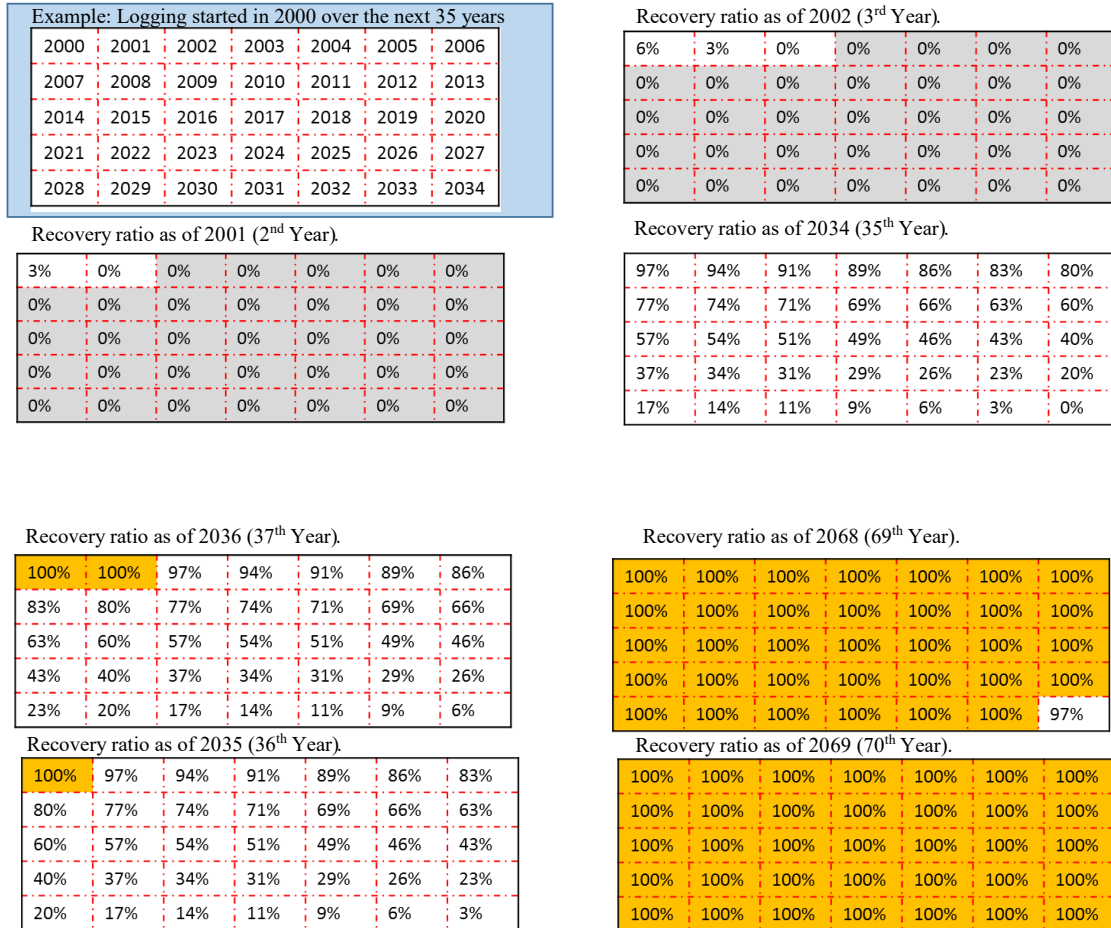 Example: Logging started in 2000 over the next 35 years
2000 2001 2002 2003 2004 2005 2006
2007 2008 2009 2010 2011 2012 2013
2014 2015 2016 2017 2018 2019 2020
2021 2022 2023 2024 2025 2026 2027
2028 2029 2030 2031 2032 2033 2034
Recovery ratio as of 2001 (2nd Year).
3% 0% 0% 0% 0% 0% 0%
0% 0% 0% 0% 0% 0% 0%
0% 0% 0% 0% 0% 0% 0%
0% 0% 0% 0% 0% 0% 0%
0% 0% 0% 0% 0% 0% 0%
Recovery ratio as of 2002 (3rd Year).
6% 3% 0% 0% 0% 0% 0%
0% 0% 0% 0% 0% 0% 0%
0% 0% 0% 0% 0% 0% 0%
0% 0% 0% 0% 0% 0% 0%
0% 0% 0% 0% 0% 0% 0%
Recovery ratio as of 2034 (35th Year).
97% 94% 91% 89% 86% 83% 80%
77% 74% 71% 69% 66% 63% 60%
57% 54% 51% 49% 46% 43% 40%
37% 34% 31% 29% 26% 23% 20%
17% 14% 11% 9% 6% 3% 0%
Recovery ratio as of 2036 (37th Year).
100% 100% 97% 94% 91% 89% 86%
83% 80% 77% 74% 71% 69% 66%
63% 60% 57% 54% 51% 49% 46%
43% 40% 37% 34% 31% 29% 26%
23% 20% 17% 14% 11% 9% 6%
Recovery ratio as of 2035 (36th Year).
100% 97% 94% 91% 89% 86% 83%
80% 77% 74% 71% 69% 66% 63%
60% 57% 54% 51% 49% 46% 43%
40% 37% 34% 31% 29% 26% 23%
20% 17% 14% 11% 9% 6% 3%
Recovery ratio as of 2068 (69th Year).
100% 100% 100% 100% 100% 100% 100%
100% 100% 100% 100% 100% 100% 100%
100% 100% 100% 100% 100% 100% 100%
100% 100% 100% 100% 100% 100% 100%
100% 100% 100% 100% 100% 100% 97%
Recovery ratio as of 2069 (70th Year).
100% 100% 100% 100% 100% 100% 100%
100% 100% 100% 100% 100% 100% 100%
100% 100% 100% 100% 100% 100% 100%
100% 100% 100% 100% 100% 100% 100%
100% 100% 100% 100% 100% 100% 100%